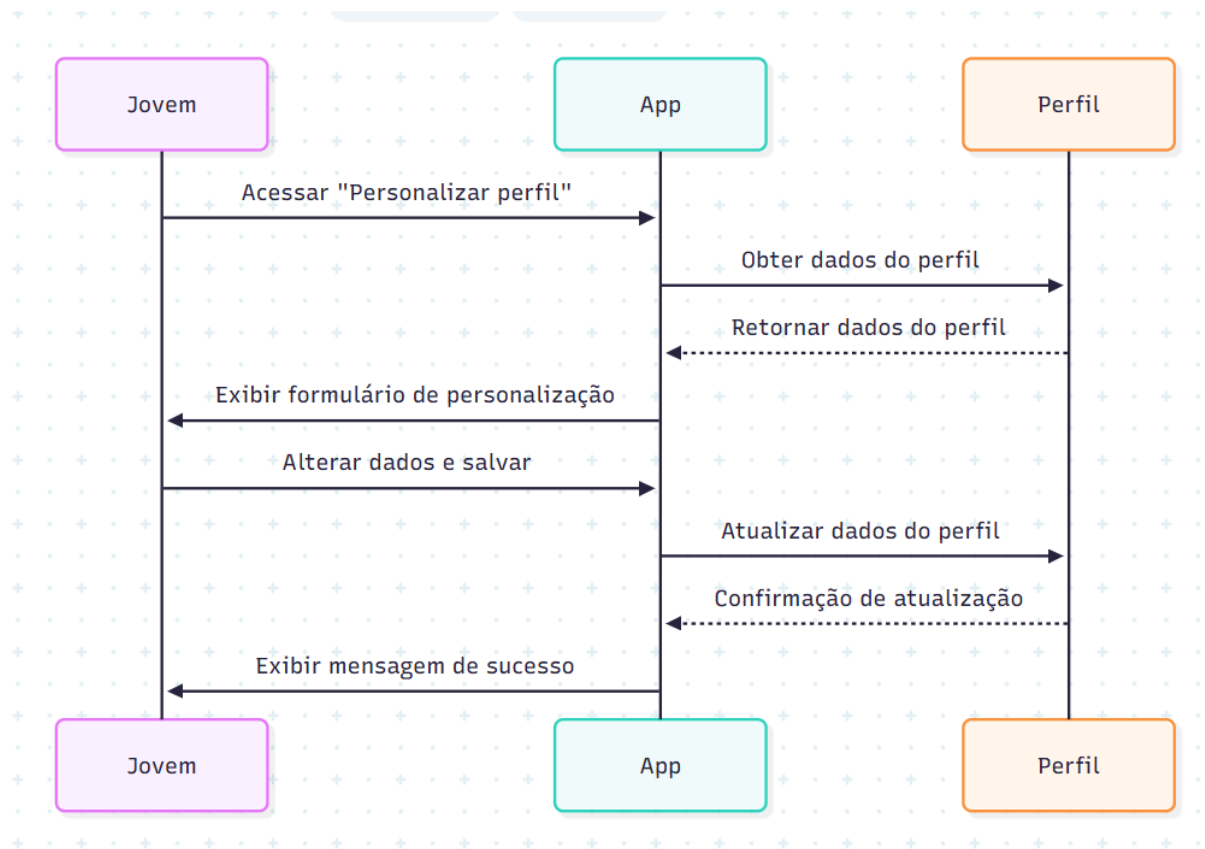 Jovem
App
Perfil
Acessar "Personalizar perfil"
Obter dados do perfil
Retornar dados do perfil
Exibir formulário de personalização
Alterar dados e salvar
Atualizar dados do perfil
Confirmação de atualização
Exibir mensagem de sucesso
Jovem
App
Perfil